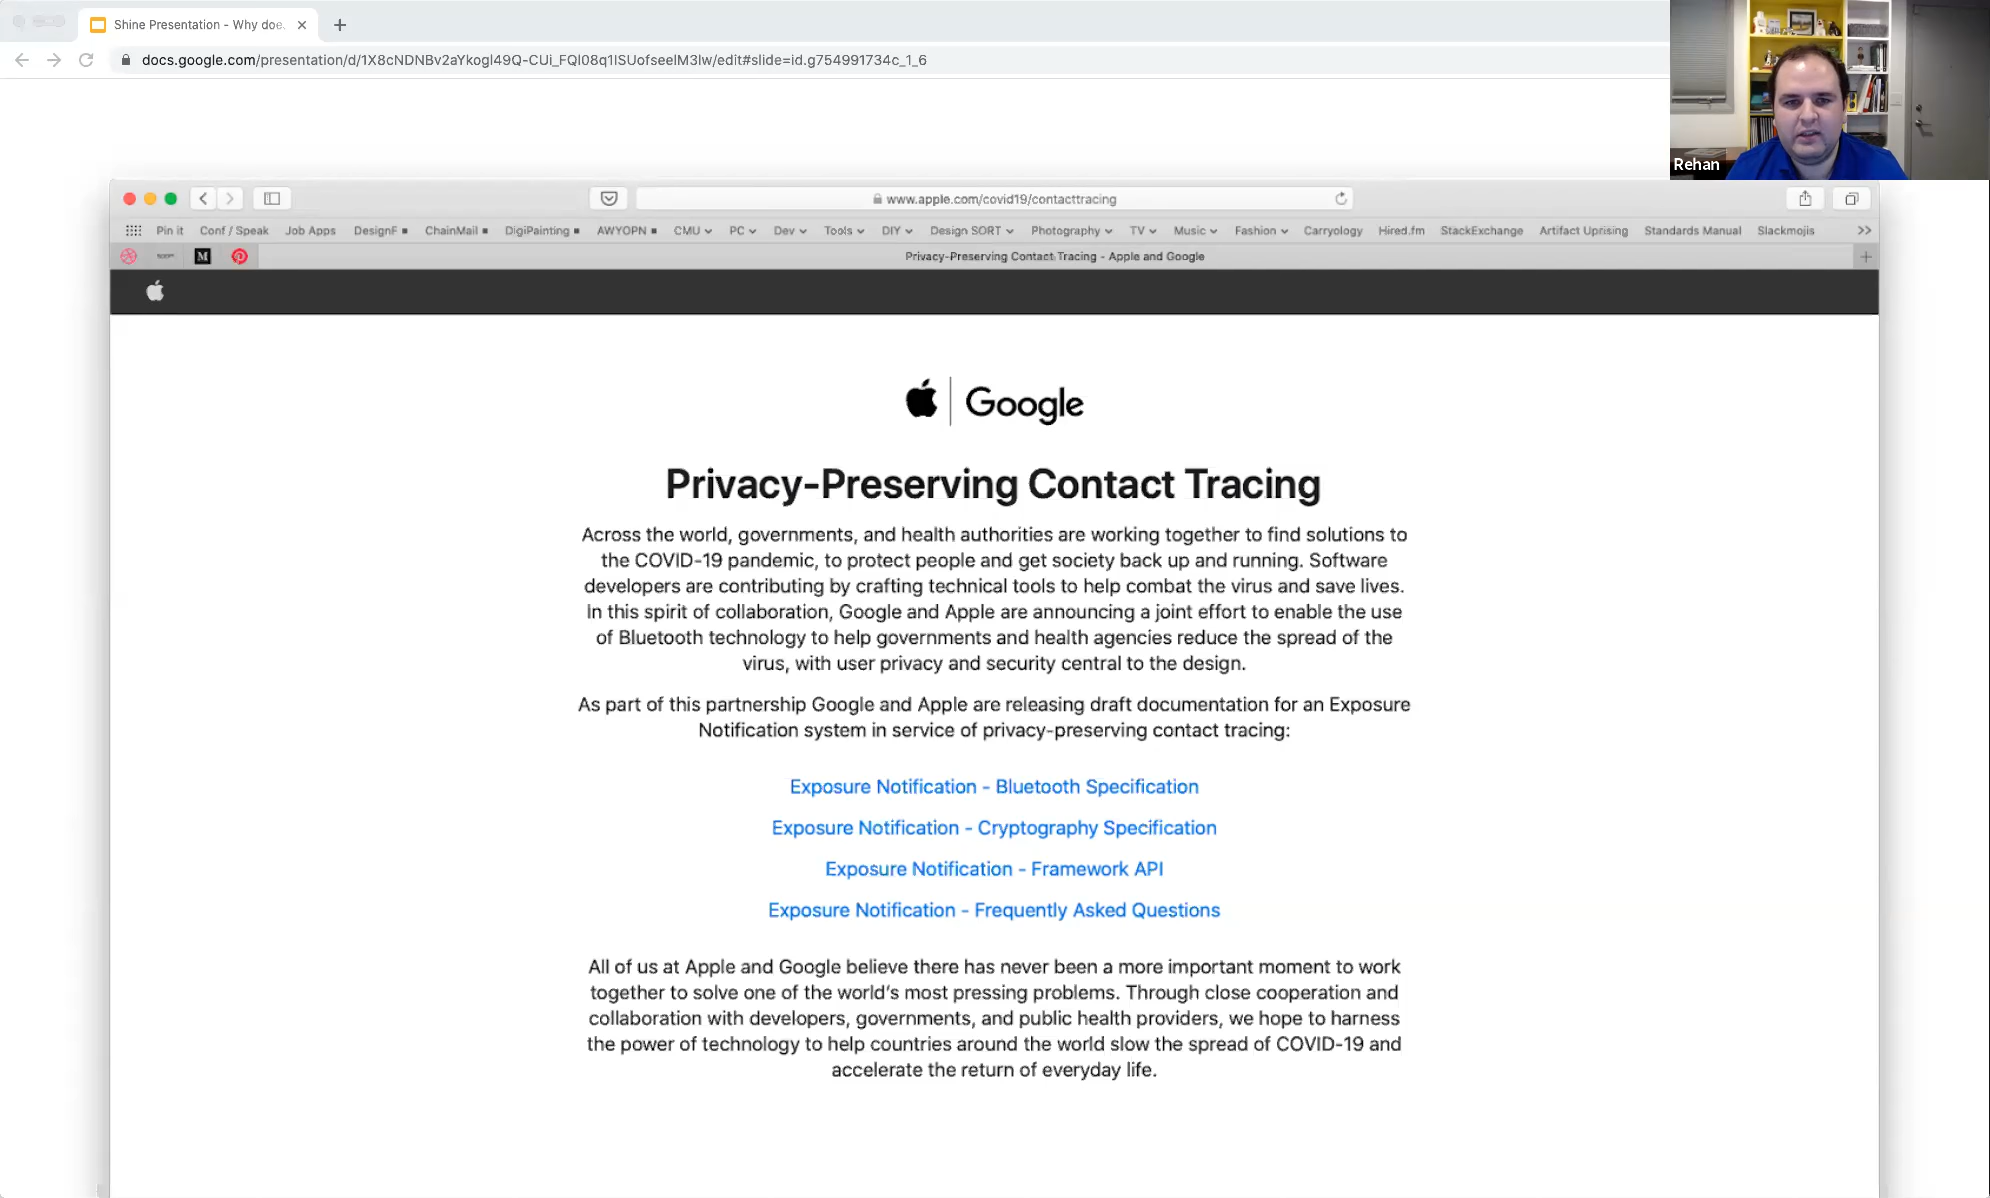 Shine Presentation - Why doe
docs.google.com/presentation/d/1X8cNDNBv2aYkogl49Q-CUi_FQl08q1ISUofseelM3lw/edit#slide=id.g754991734c_1_6
Rehan
www.apple.com/covid19/contacttracing
Pin it Conf / Speak Job Apps DesignF ChainMail DigiPainting AWYOPN CMU PC Dev Tools DIY Design SORT Photography TV Music Fashion Carryology Hired.fm StackExchange Artifact Uprising Standards Manual Slackmojis
M
Privacy-Preserving Contact Tracing - Apple and Google
Google
Privacy-Preserving Contact Tracing
Across the world, governments, and health authorities are working together to find solutions to
the COVID-19 pandemic, to protect people and get society back up and running. Software
developers are contributing by crafting technical tools to help combat the virus and save lives.
In this spirit of collaboration, Google and Apple are announcing a joint effort to enable the use
of Bluetooth technology to help governments and health agencies reduce the spread of the
virus, with user privacy and security central to the design.
As part of this partnership Google and Apple are releasing draft documentation for an Exposure
Notification system in service of privacy-preserving contact tracing:
Exposure Notification - Bluetooth Specification
Exposure Notification - Cryptography Specification
Exposure Notification - Framework API
Exposure Notification - Frequently Asked Questions
All of us at Apple and Google believe there has never been a more important moment to work
together to solve one of the world's most pressing problems. Through close cooperation and
collaboration with developers, governments, and public health providers, we hope to harness
the power of technology to help countries around the world slow the spread of COVID-19 and
accelerate the return of everyday life.